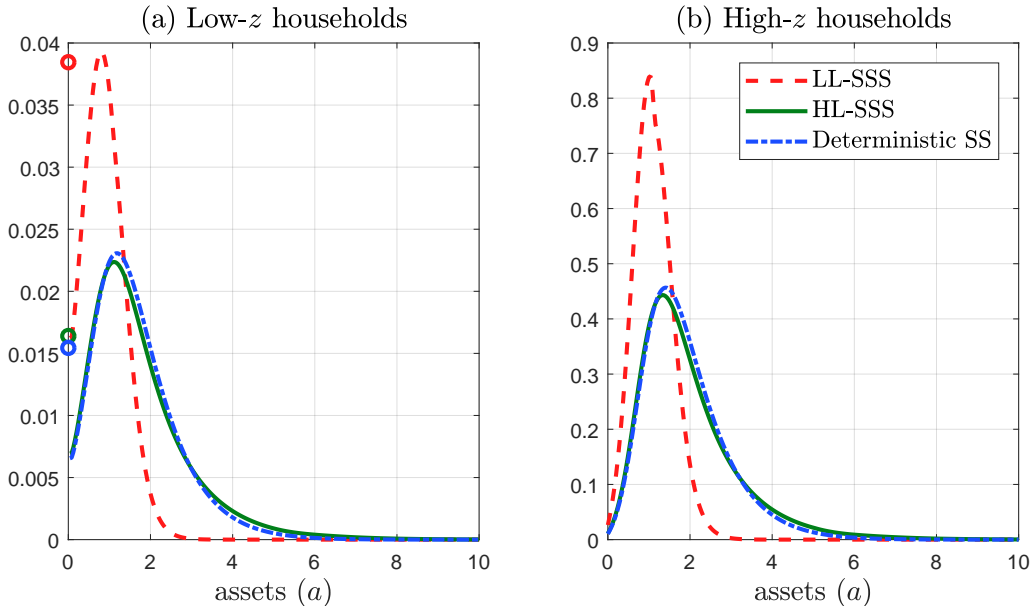 (a) Low-z households
0.04
0.035
0.03
0.025
0.02
0.015
0.01
0.005
0
0 2 4 6 8 10
assets (a)
(b) High-z households
0.9
0.8
0.7
0.6
0.5
0.4
0.3
0.2
0.1
0
0 2 4 6 8 10
assets (a)
LL-SSS
HL-SSS
Deterministic SS